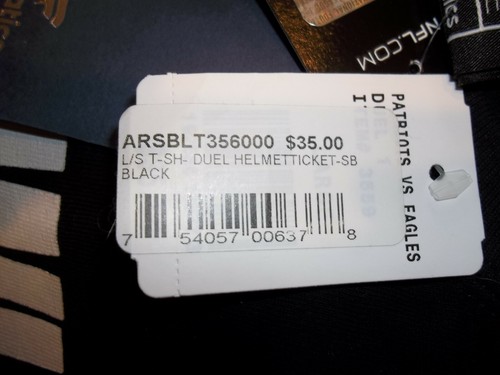 NFL.COM
ARSBLT356000 $35.00
L/S T-SH- DUEL HELMETTICKET-SB
BLACK
7 54057 00637 8
PATRIOTS VS EAGLES